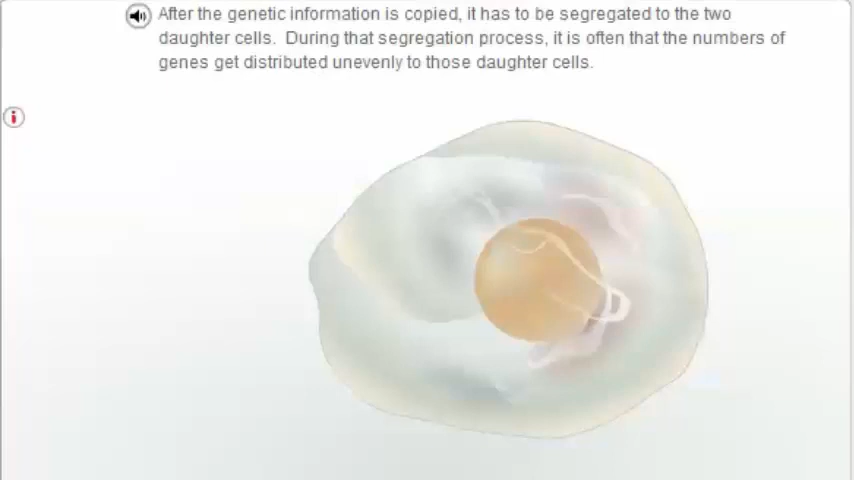 After the genetic information is copied, it has to be segregated to the two
daughter cells.  During that segregation process, it is often that the numbers of
genes get distributed unevenly to those daughter cells.
i